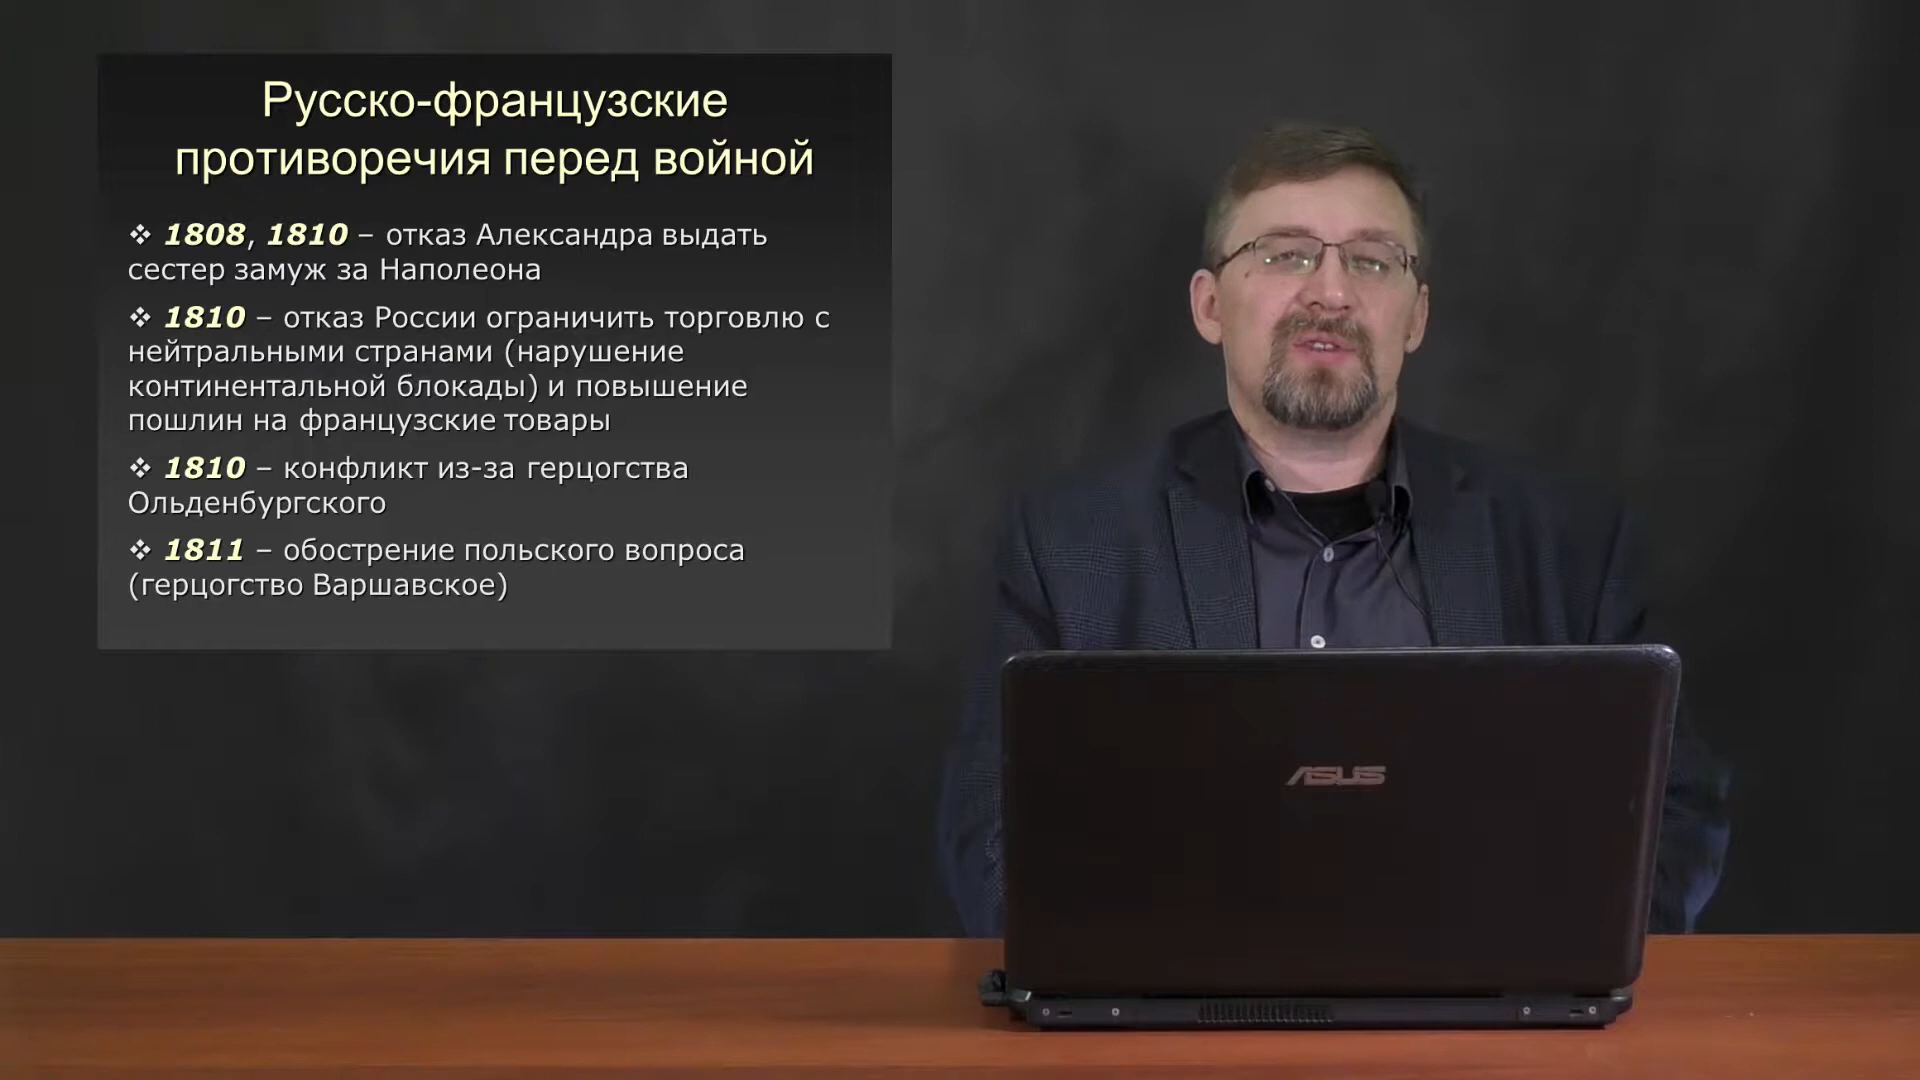 Русско-французские
противоречия перед войной
❖ 1808, 1810 – отказ Александра выдать
сестер замуж за Наполеона
❖ 1810 – отказ России ограничить торговлю с
нейтральными странами (нарушение
континентальной блокады) и повышение
пошлин на французские товары
❖ 1810 – конфликт из-за герцогства
Ольденбургского
❖ 1811 – обострение польского вопроса
(герцогство Варшавское)
ASUS